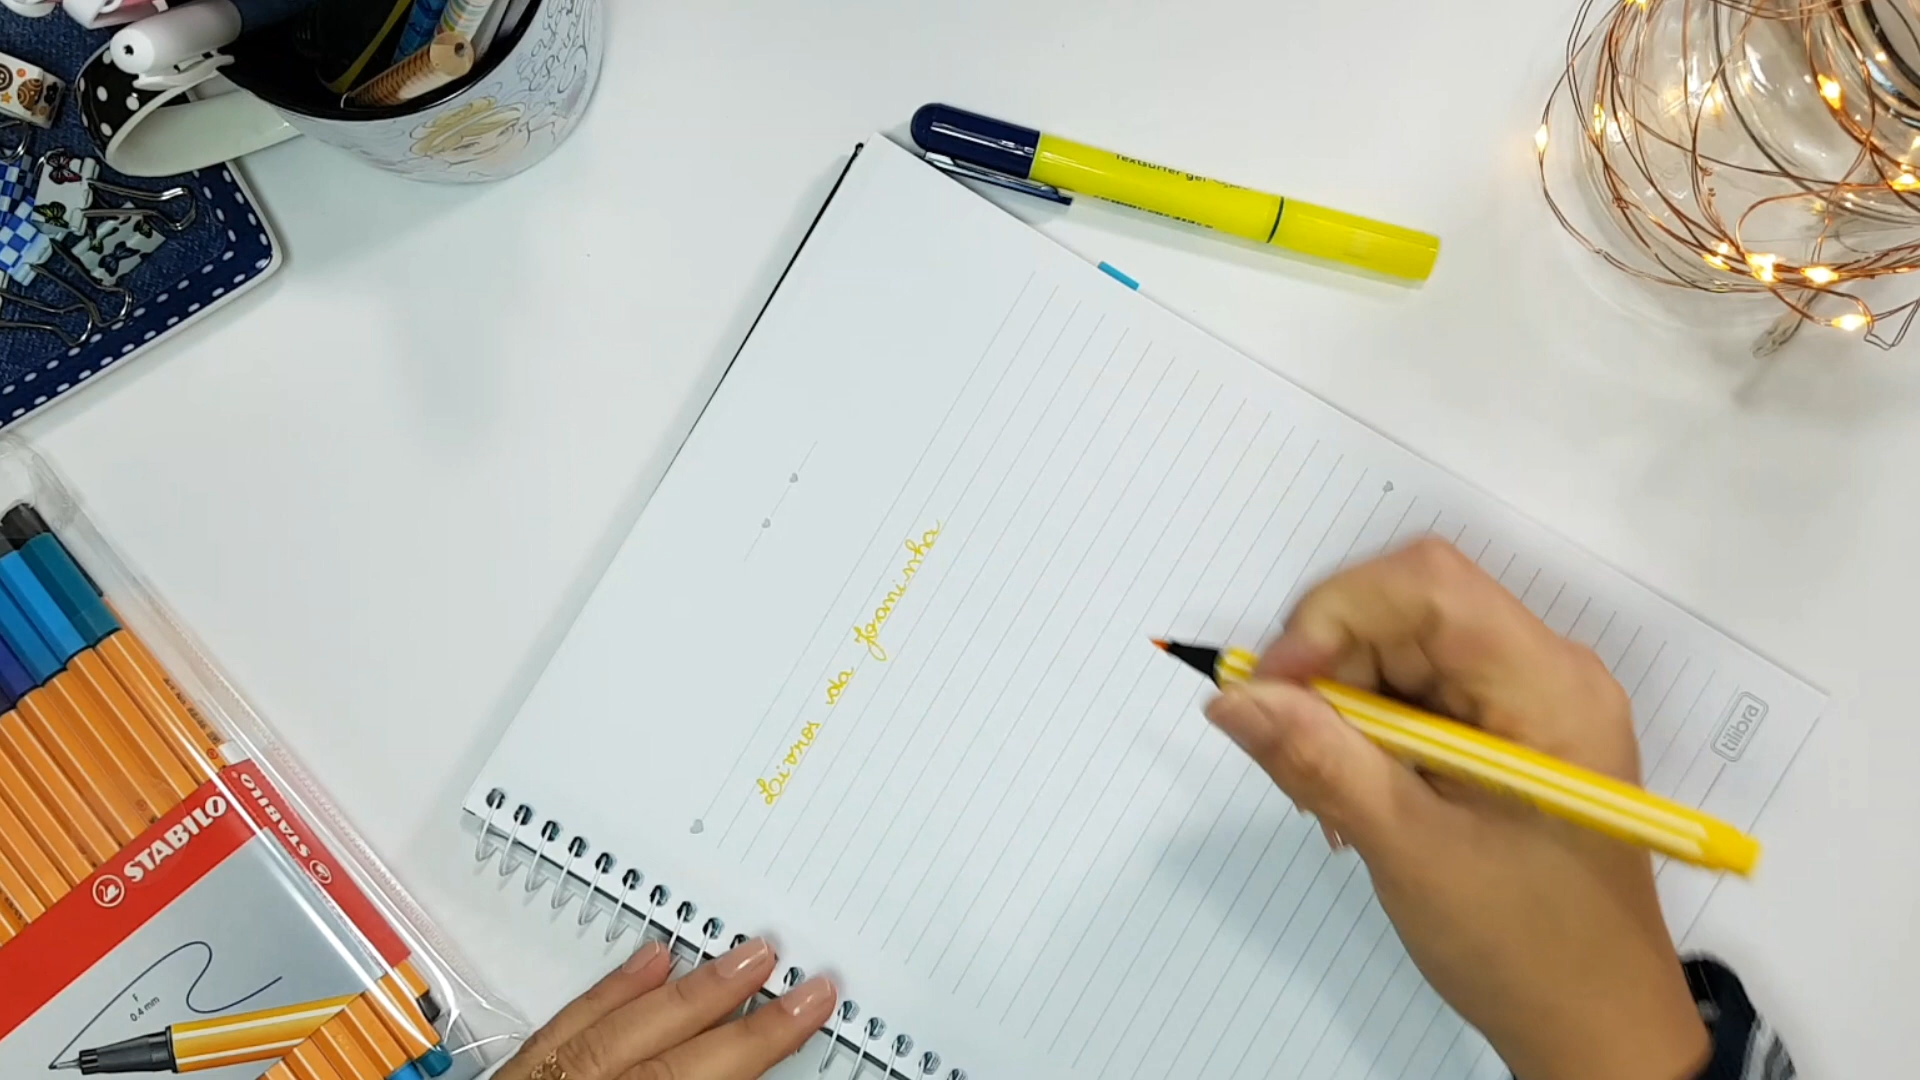 Textsurfer gel
Livros da Joaninha
tilibra
STABILO
STABILO
F
0.4 mm